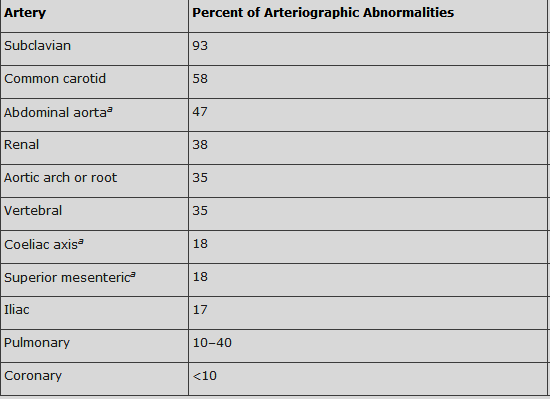 Artery Percent of Arteriographic Abnormalities
Subclavian 93
Common carotid 58
Abdominal aortaª 47
Renal 38
Aortic arch or root 35
Vertebral 35
Coeliac axisª 18
Superior mesentericª 18
Iliac 17
Pulmonary 10–40
Coronary <10